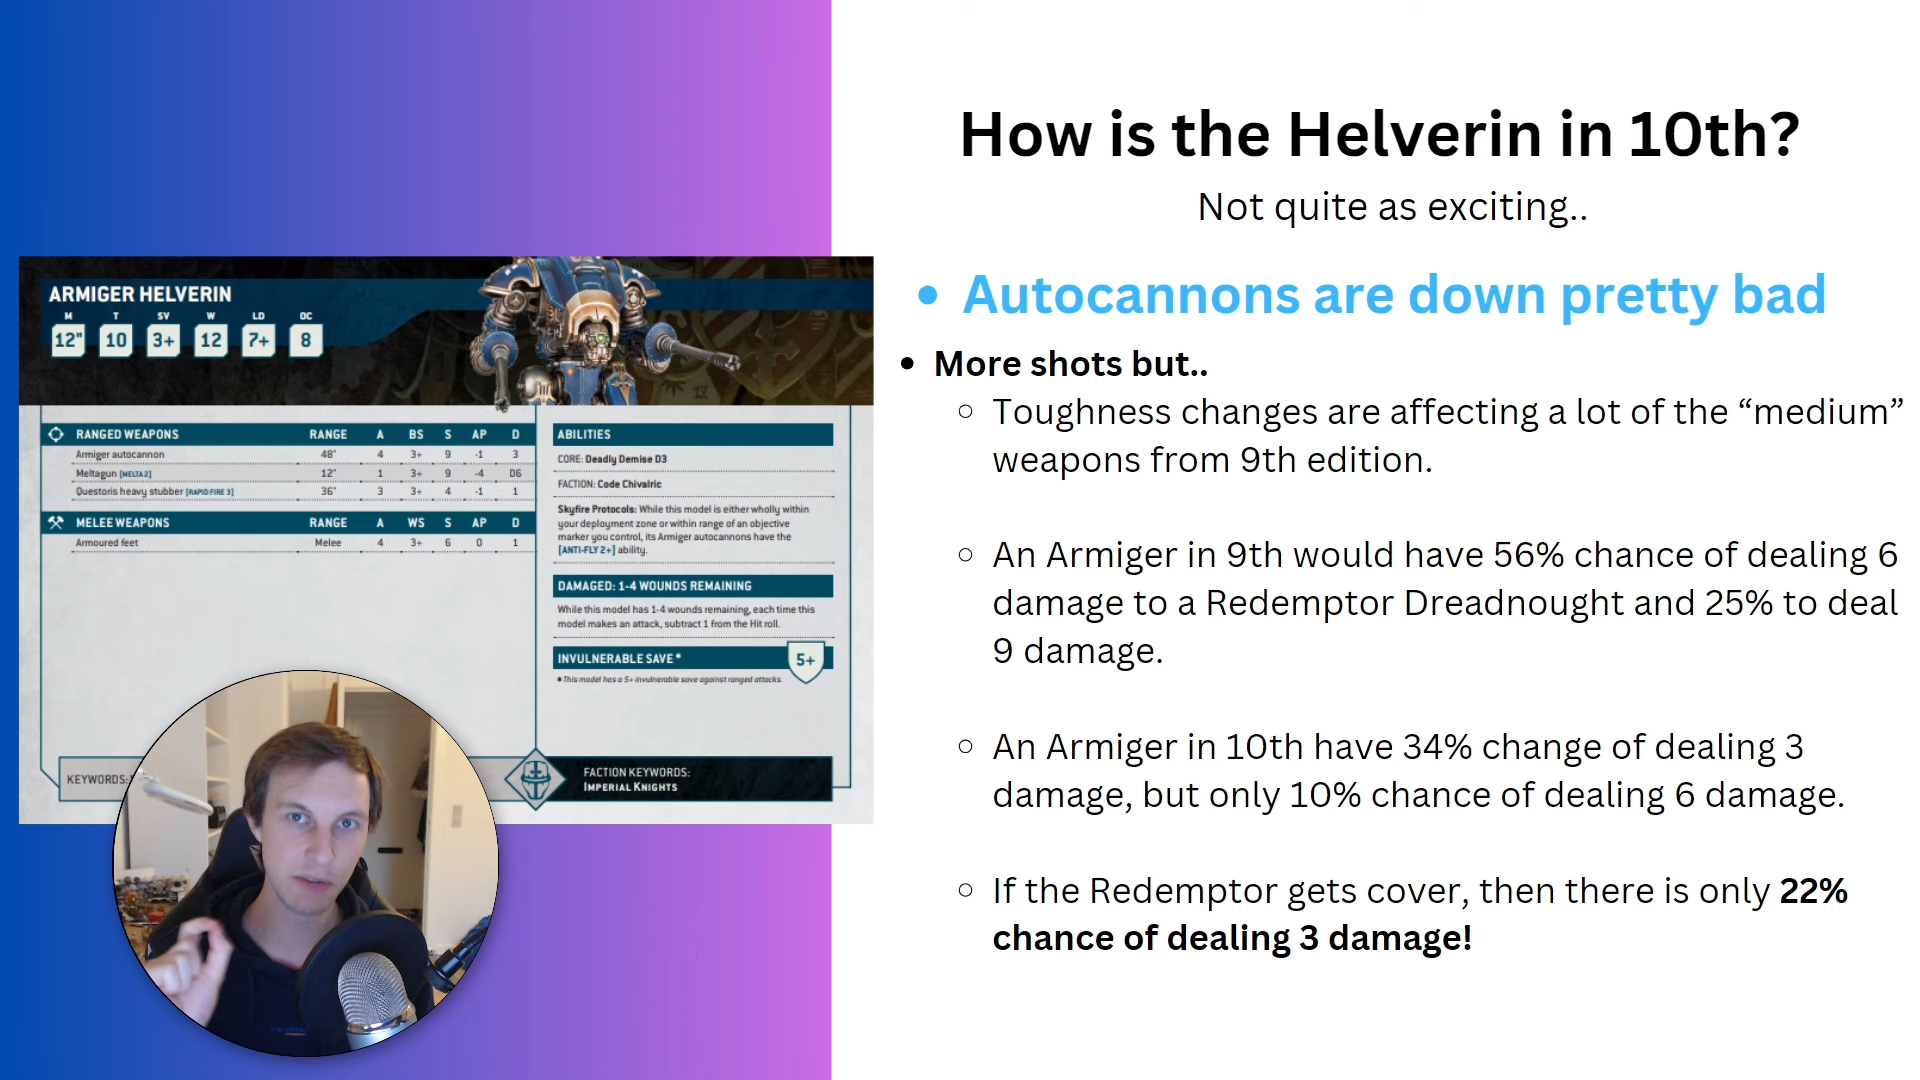 How is the Helverin in 10th?
Not quite as exciting..
• Autocannons are down pretty bad
• More shots but..
○ Toughness changes are affecting a lot of the “medium”
weapons from 9th edition.
○ An Armiger in 9th would have 56% chance of dealing 6
damage to a Redemptor Dreadnought and 25% to deal
9 damage.
○ An Armiger in 10th have 34% change of dealing 3
damage, but only 10% chance of dealing 6 damage.
○ If the Redemptor gets cover, then there is only 22%
chance of dealing 3 damage!
ARMIGER HELVERIN
M T SV W LD OC
12" 10 3+ 12 7+ 8
RANGED WEAPONS RANGE A BS S AP D
Armiger autocannon 48" 4 3+ 9 -1 3
Meltagun [MELTA 2] 12" 1 3+ 9 -4 D6
Questoris heavy stubber [RAPID FIRE 3] 36" 3 3+ 4 -1 1
MELEE WEAPONS RANGE A WS S AP D
Armoured feet Melee 4 3+ 6 0 1
ABILITIES
CORE: Deadly Demise D3
FACTION: Code Chivalric
Skyfire Protocols: While this model is either wholly within
your deployment zone or within range of an objective
marker you control, its Armiger autocannons have the
[ANTI-FLY 2+] ability.
DAMAGED: 1-4 WOUNDS REMAINING
While this model has 1-4 wounds remaining, each time this
model makes an attack, subtract 1 from the Hit roll.
INVULNERABLE SAVE* 5+
* This model has a 5+ invulnerable save against ranged attacks.
KEYWORDS:
FACTION KEYWORDS:
IMPERIAL KNIGHTS